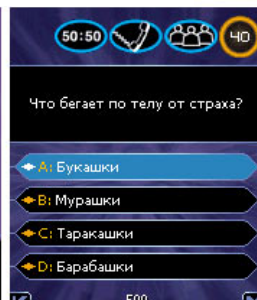 50:50 40
Что бегает по телу от страха?
A: Букашки
B: Мурашки
C: Таракашки
D: Барабашки
500